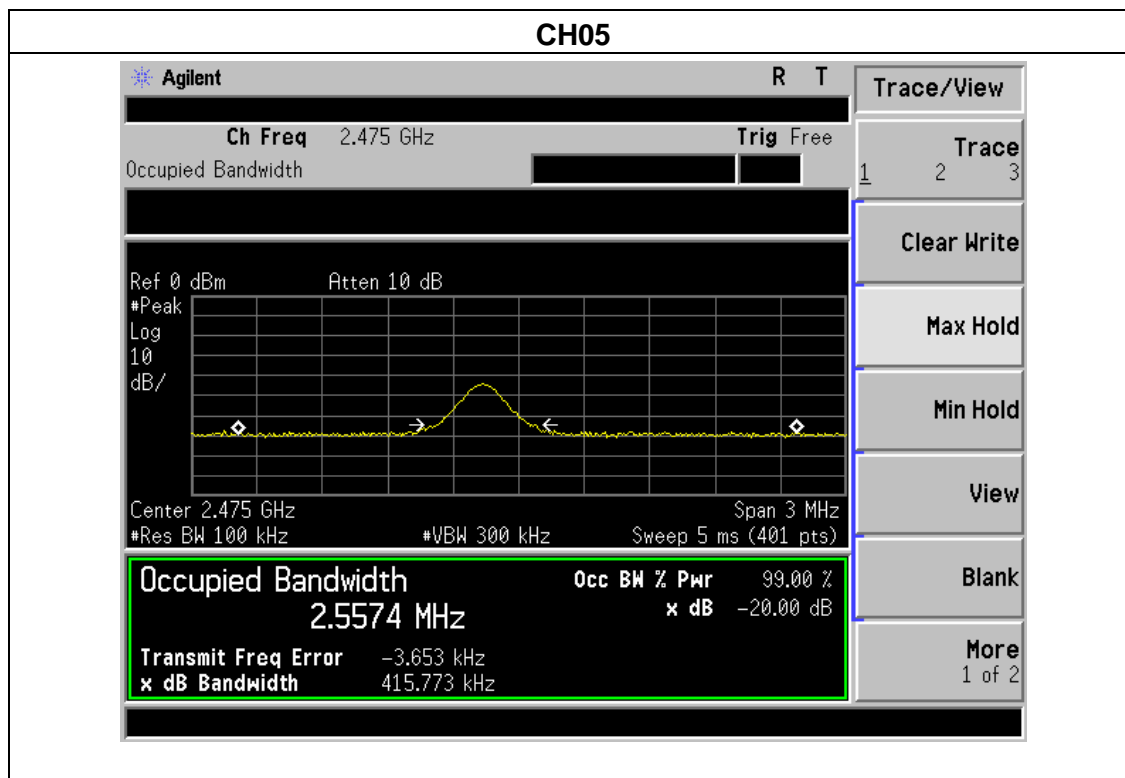 CH05
Agilent R T
Trace/View
Ch Freq 2.475 GHz Trig Free
Occupied Bandwidth
Trace
1 2 3
Clear Write
Max Hold
Min Hold
View
Blank
More
1 of 2
Ref 0 dBm Atten 10 dB
#Peak
Log
10
dB/
Center 2.475 GHz Span 3 MHz
#Res BW 100 kHz #VBW 300 kHz Sweep 5 ms (401 pts)
Occupied Bandwidth Occ BW % Pwr 99.00 %
2.5574 MHz x dB -20.00 dB
Transmit Freq Error -3.653 kHz
x dB Bandwidth 415.773 kHz